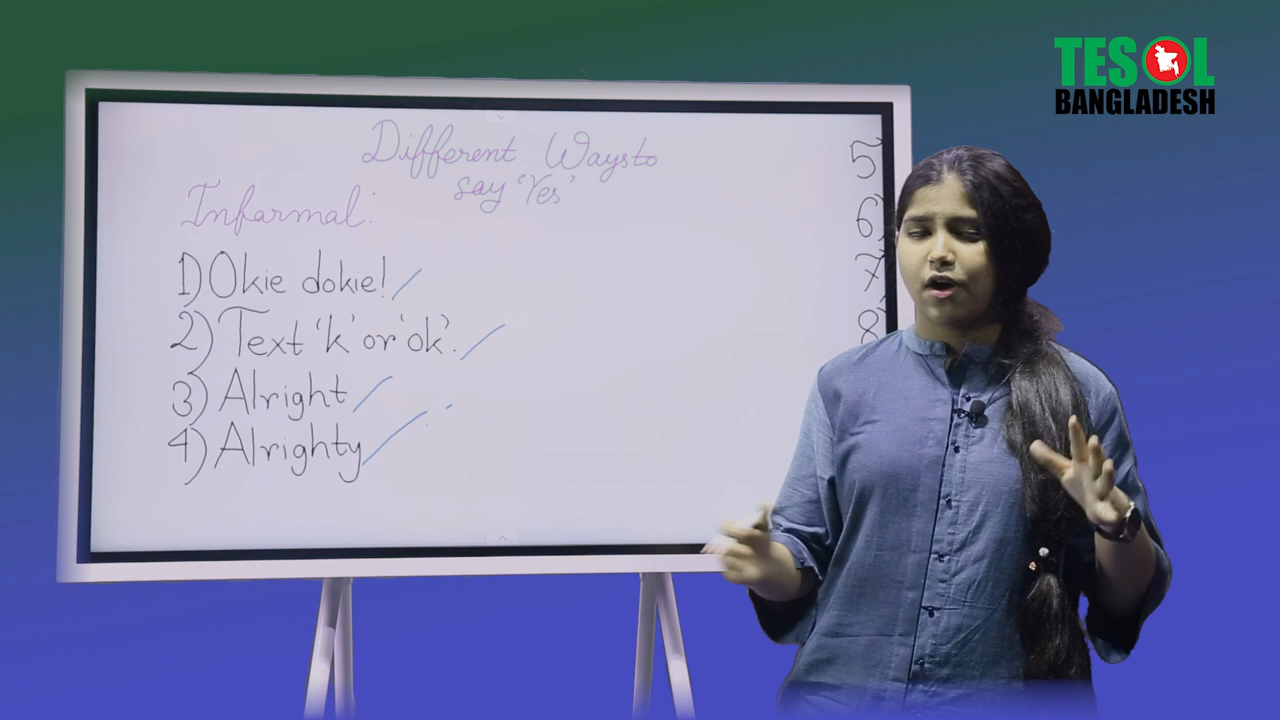 TESOL
BANGLADESH
Different Ways to
say 'Yes'
Infarmal:
1) Okie dokie!
2) Text 'k' or 'ok'.
3) Alright
4) Alrighty
5
6)
7)
8)